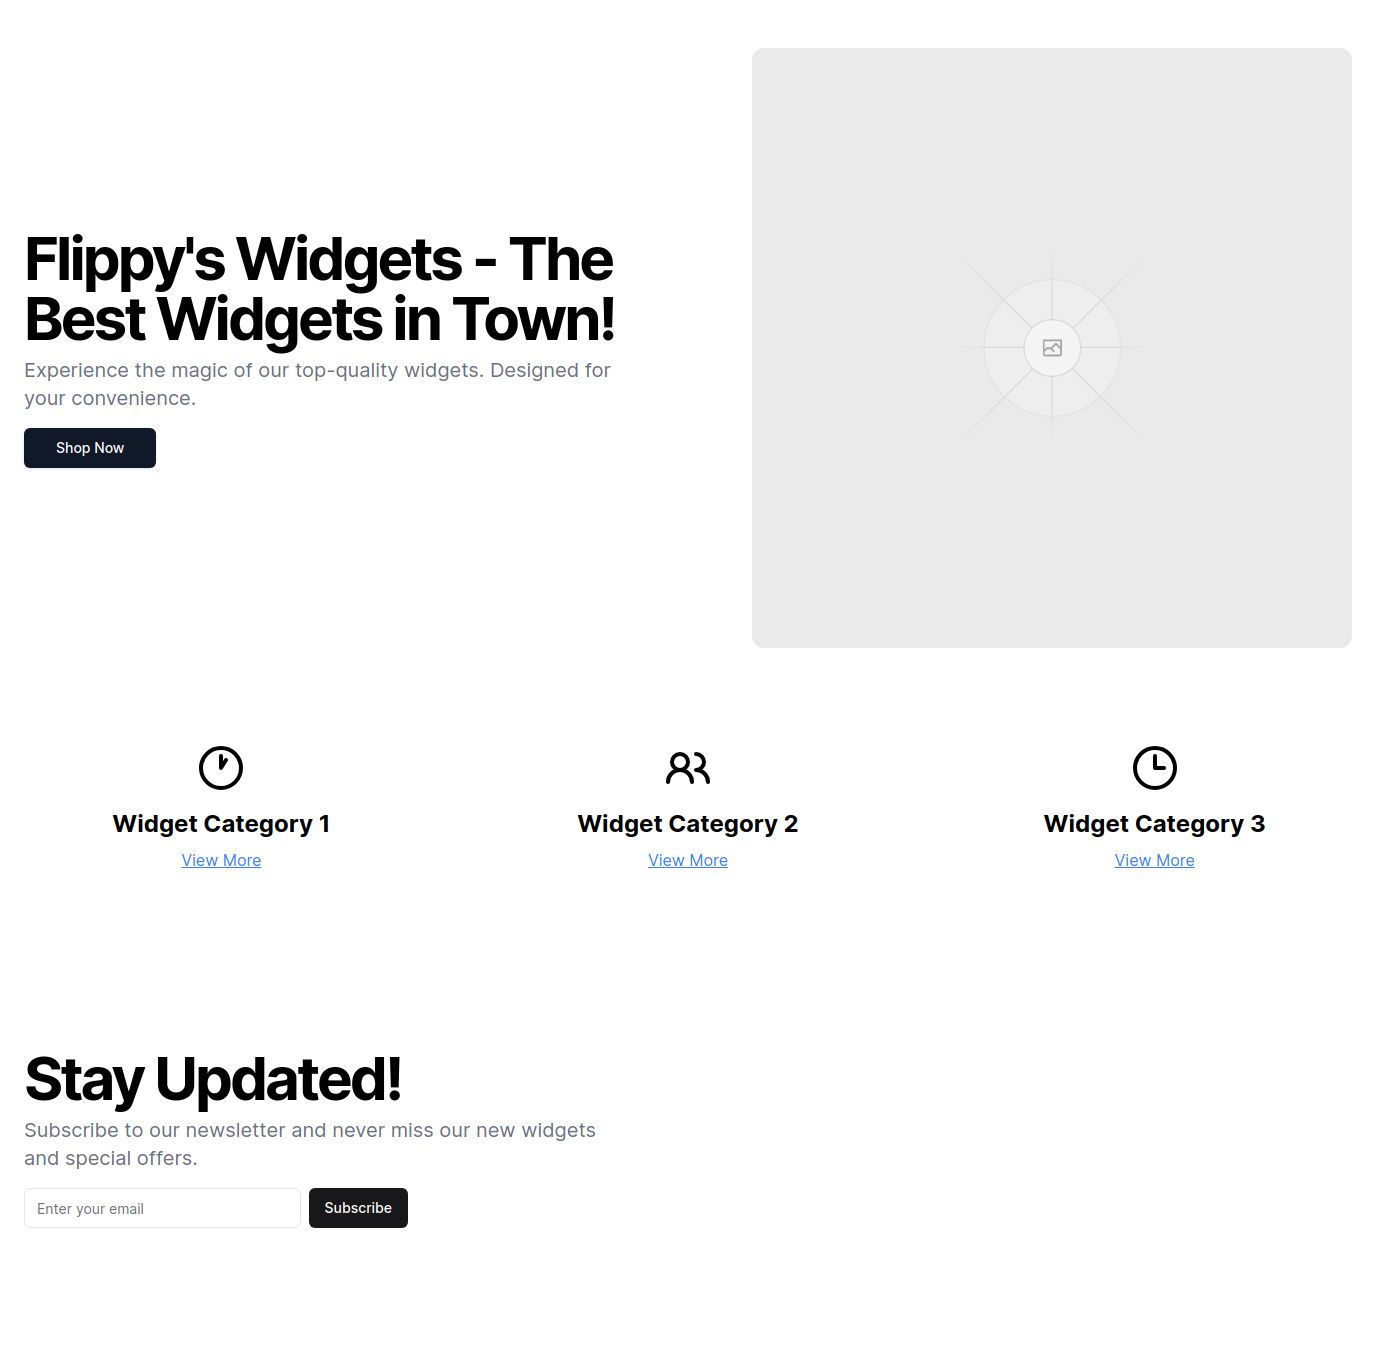 Flippy's Widgets - The
Best Widgets in Town!
Experience the magic of our top-quality widgets. Designed for
your convenience.
Shop Now
Widget Category 1
View More
Widget Category 2
View More
Widget Category 3
View More
Stay Updated!
Subscribe to our newsletter and never miss our new widgets
and special offers.
Enter your email
Subscribe